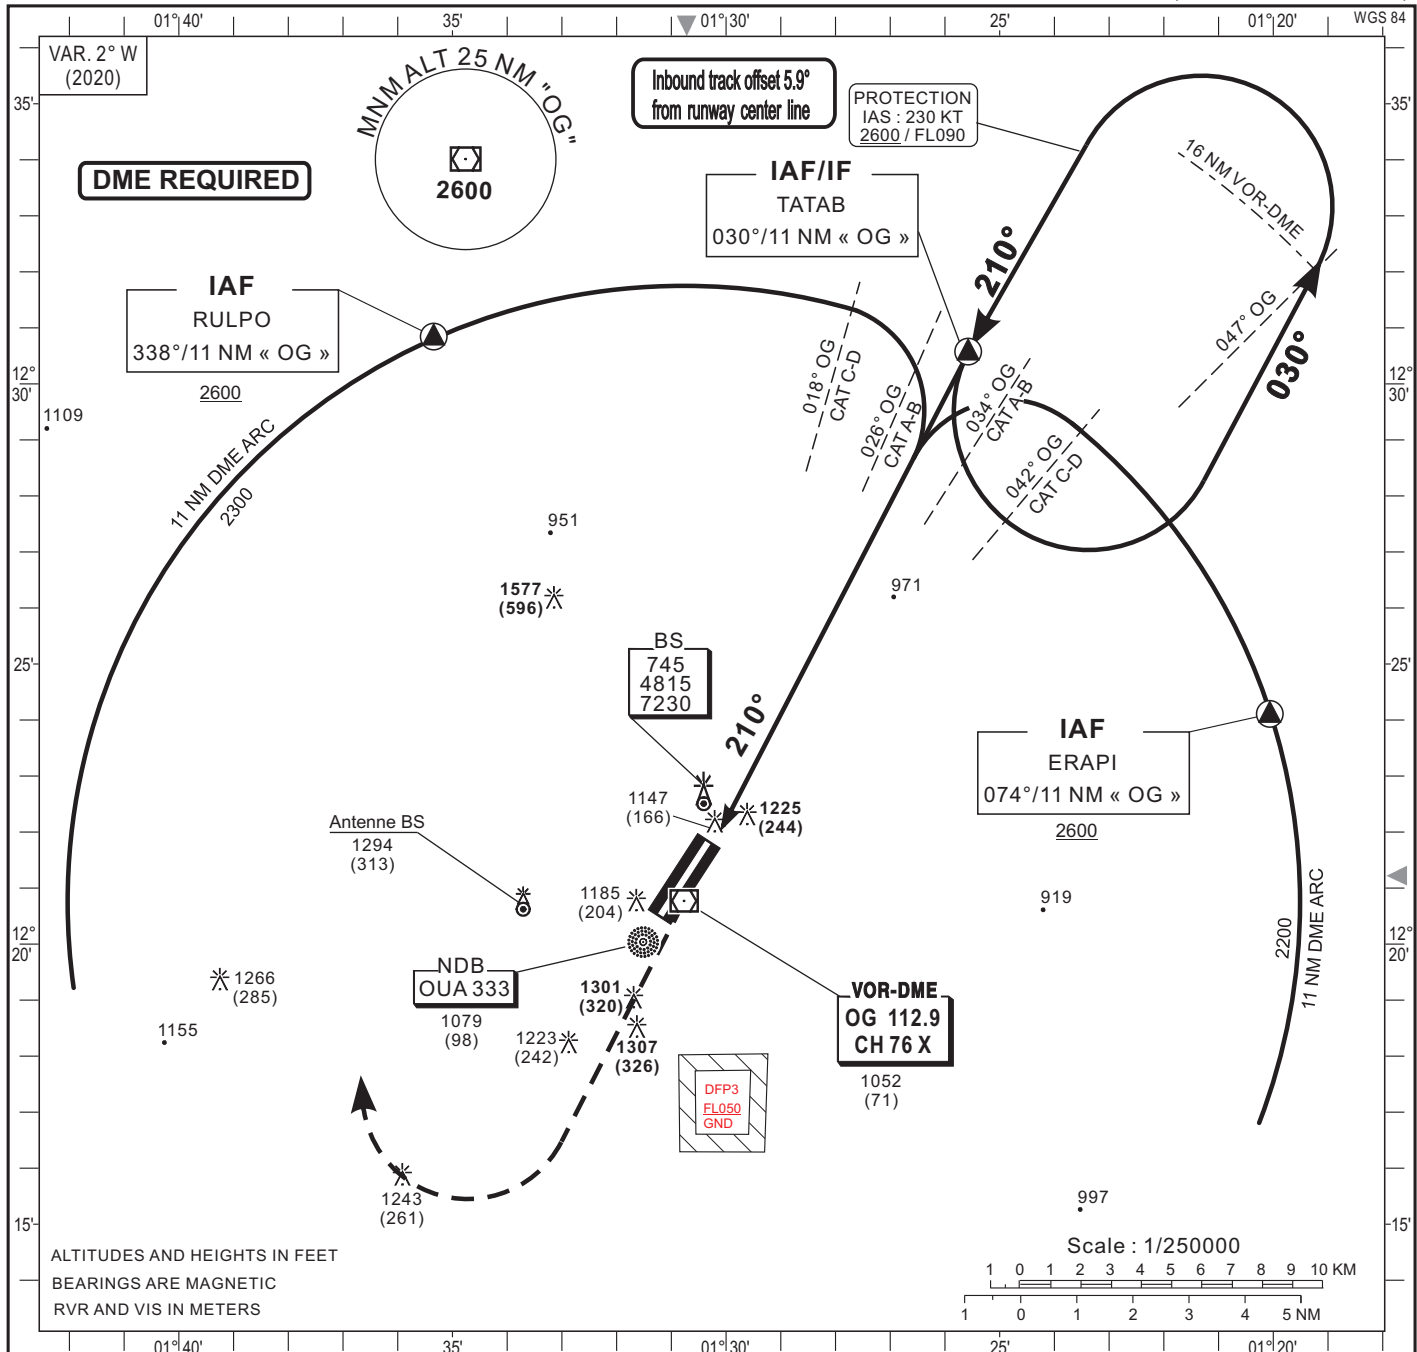 01°40'
35'
01°30'
25'
01°20'
WGS 84
VAR. 2° W
(2020)
MNM ALT 25 NM "OG"
2600
Inbound track offset 5.9°
from runway center line
PROTECTION
IAS : 230 KT
2600 / FL090
35'
35'
DME REQUIRED
IAF/IF
TATAB
030°/11 NM « OG »
16 NM VOR-DME
210°
047° OG
030°
IAF
RULPO
338°/11 NM « OG »
2600
018° OG
CAT C-D
026° OG
CAT A-B
034° OG
CAT A-B
042° OG
CAT C-D
12°
30'
12°
30'
1109
11 NM DME ARC
2300
951
1577
(596)
971
25'
25'
BS
745
4815
7230
210°
IAF
ERAPI
074°/11 NM « OG »
2600
1147
(166)
1225
(244)
Antenne BS
1294
(313)
1185
(204)
919
2200
11 NM DME ARC
12°
20'
12°
20'
NDB
OUA 333
1079
(98)
1266
(285)
1155
1301
(320)
1223
(242)
1307
(326)
VOR-DME
OG 112.9
CH 76 X
1052
(71)
DFP3
FL050
GND
1243
(261)
997
15'
15'
ALTITUDES AND HEIGHTS IN FEET
BEARINGS ARE MAGNETIC
RVR AND VIS IN METERS
Scale : 1/250000
1 0 1 2 3 4 5 6 7 8 9 10 KM
1 0 1 2 3 4 5 NM
01°40'
35'
01°30'
25'
01°20'